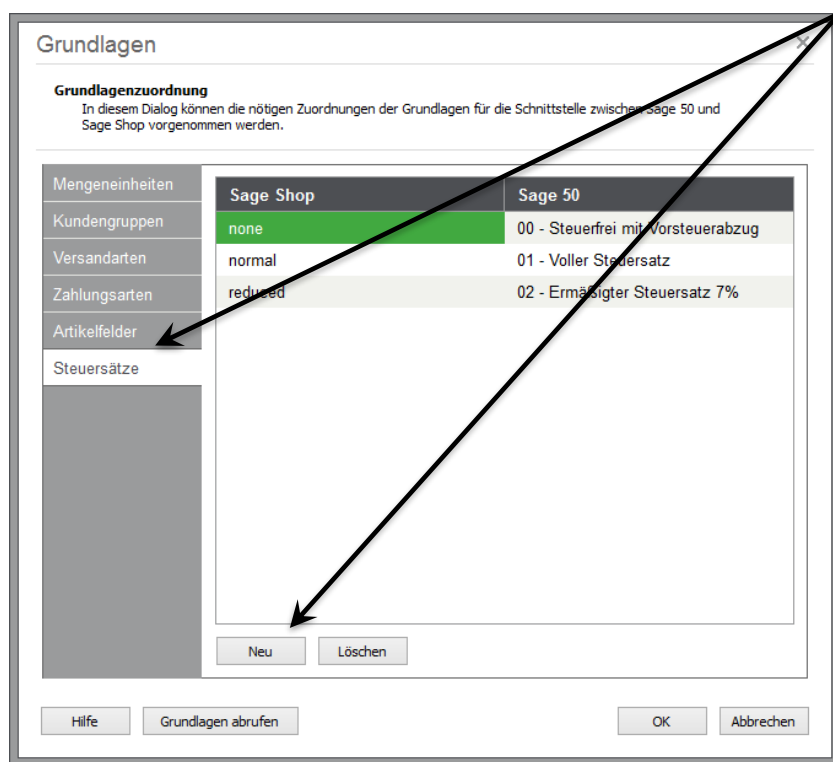 Grundlagen
Grundlagenzuordnung
In diesem Dialog können die nötigen Zuordnungen der Grundlagen für die Schnittstelle zwischen Sage 50 und
Sage Shop vorgenommen werden.
Mengeneinheiten
Kundengruppen
Versandarten
Zahlungsarten
Artikelfelder
Steuersätze
Sage Shop Sage 50
none 00 - Steuerfrei mit Vorsteuerabzug
normal 01 - Voller Steuersatz
reduced 02 - Ermäßigter Steuersatz 7%
Neu Löschen
Hilfe Grundlagen abrufen OK Abbrechen